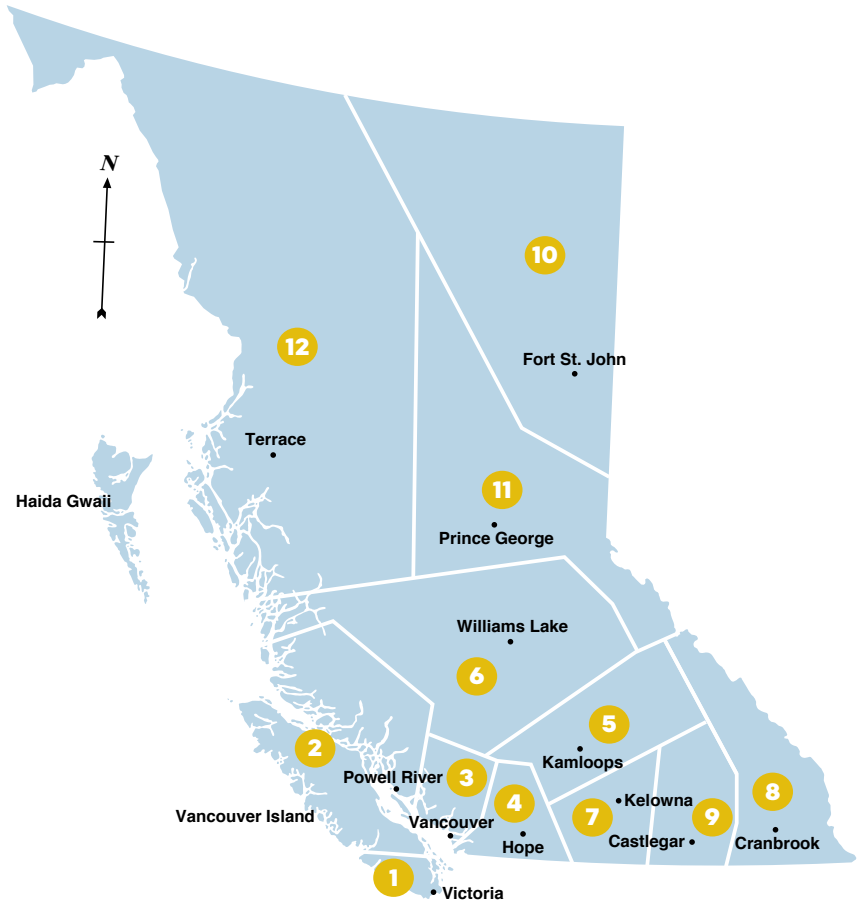 N
10
12
Fort St. John
Terrace
11
Haida Gwaii
Prince George
Williams Lake
6
5
2
Kamloops
3
Powell River
8
4
Kelowna
7
9
Vancouver Island
Vancouver
Hope
Castlegar
Cranbrook
1
Victoria